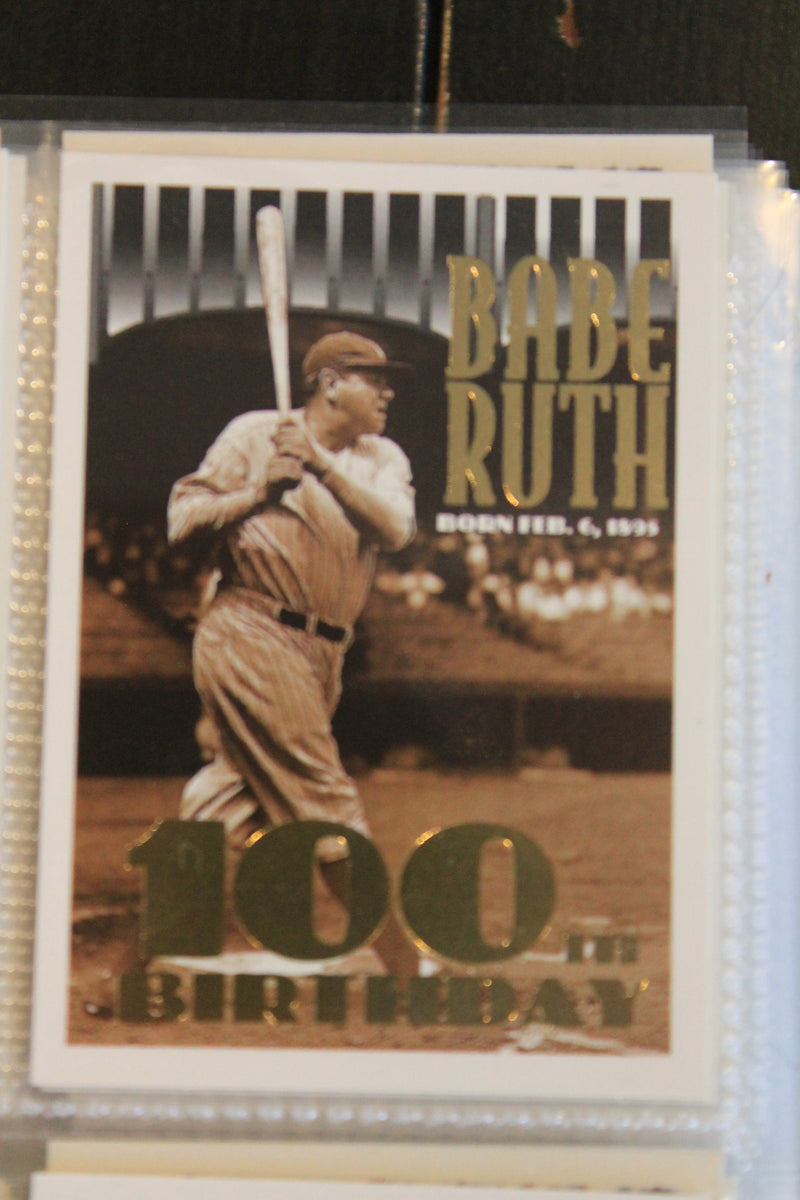 BABE
RUTH
BORN FEB. 6, 1895
100TH
BIRTHDAY